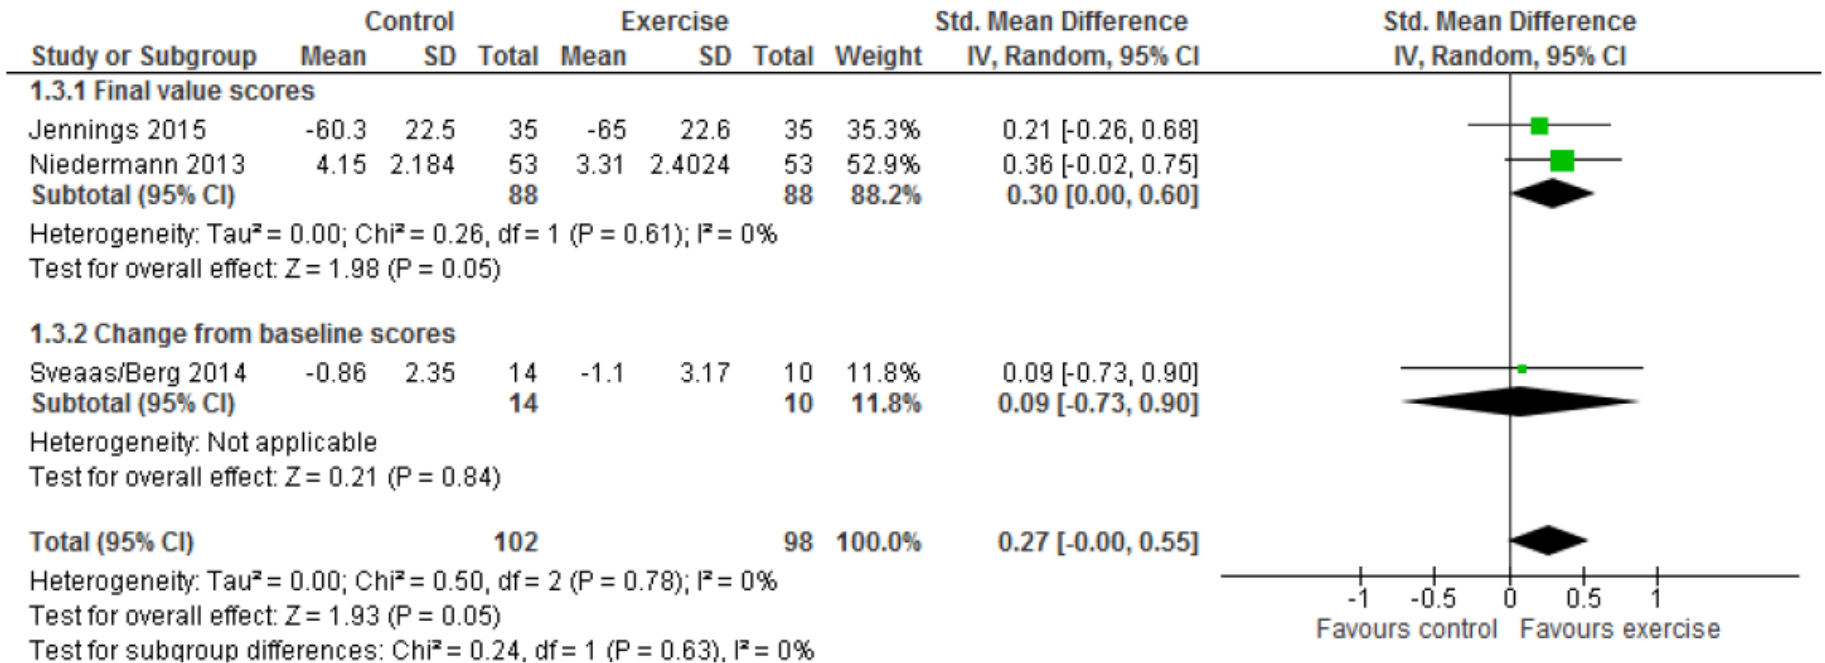 Control Exercise Std. Mean Difference Std. Mean Difference
Study or Subgroup Mean SD Total Mean SD Total Weight IV, Random, 95% CI IV, Random, 95% CI
1.3.1 Final value scores
Jennings 2015 -60.3 22.5 35 -65 22.6 35 35.3% 0.21 [-0.26, 0.68]
Niedermann 2013 4.15 2.184 53 3.31 2.4024 53 52.9% 0.36 [-0.02, 0.75]
Subtotal (95% CI) 88 88 88.2% 0.30 [0.00, 0.60]
Heterogeneity: Tau² = 0.00; Chi² = 0.26, df = 1 (P = 0.61); I² = 0%
Test for overall effect: Z = 1.98 (P = 0.05)
1.3.2 Change from baseline scores
Sveaas/Berg 2014 -0.86 2.35 14 -1.1 3.17 10 11.8% 0.09 [-0.73, 0.90]
Subtotal (95% CI) 14 10 11.8% 0.09 [-0.73, 0.90]
Heterogeneity: Not applicable
Test for overall effect: Z = 0.21 (P = 0.84)
Total (95% CI) 102 98 100.0% 0.27 [-0.00, 0.55]
Heterogeneity: Tau² = 0.00; Chi² = 0.50, df = 2 (P = 0.78); I² = 0%
Test for overall effect: Z = 1.93 (P = 0.05)
Test for subgroup differences: Chi² = 0.24, df = 1 (P = 0.63), I² = 0%
-1 -0.5 0 0.5 1
Favours control Favours exercise